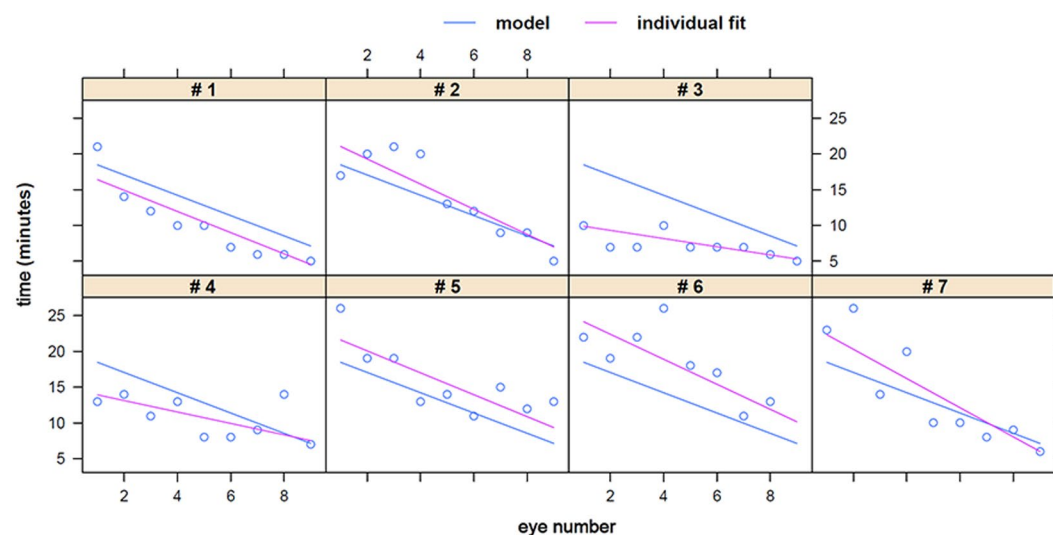 model individual fit
2 4 6 8
# 1 # 2 # 3
25
20
15
10
5
time (minutes)
# 4 # 5 # 6 # 7
25
20
15
10
5
2 4 6 8 2 4 6 8
eye number